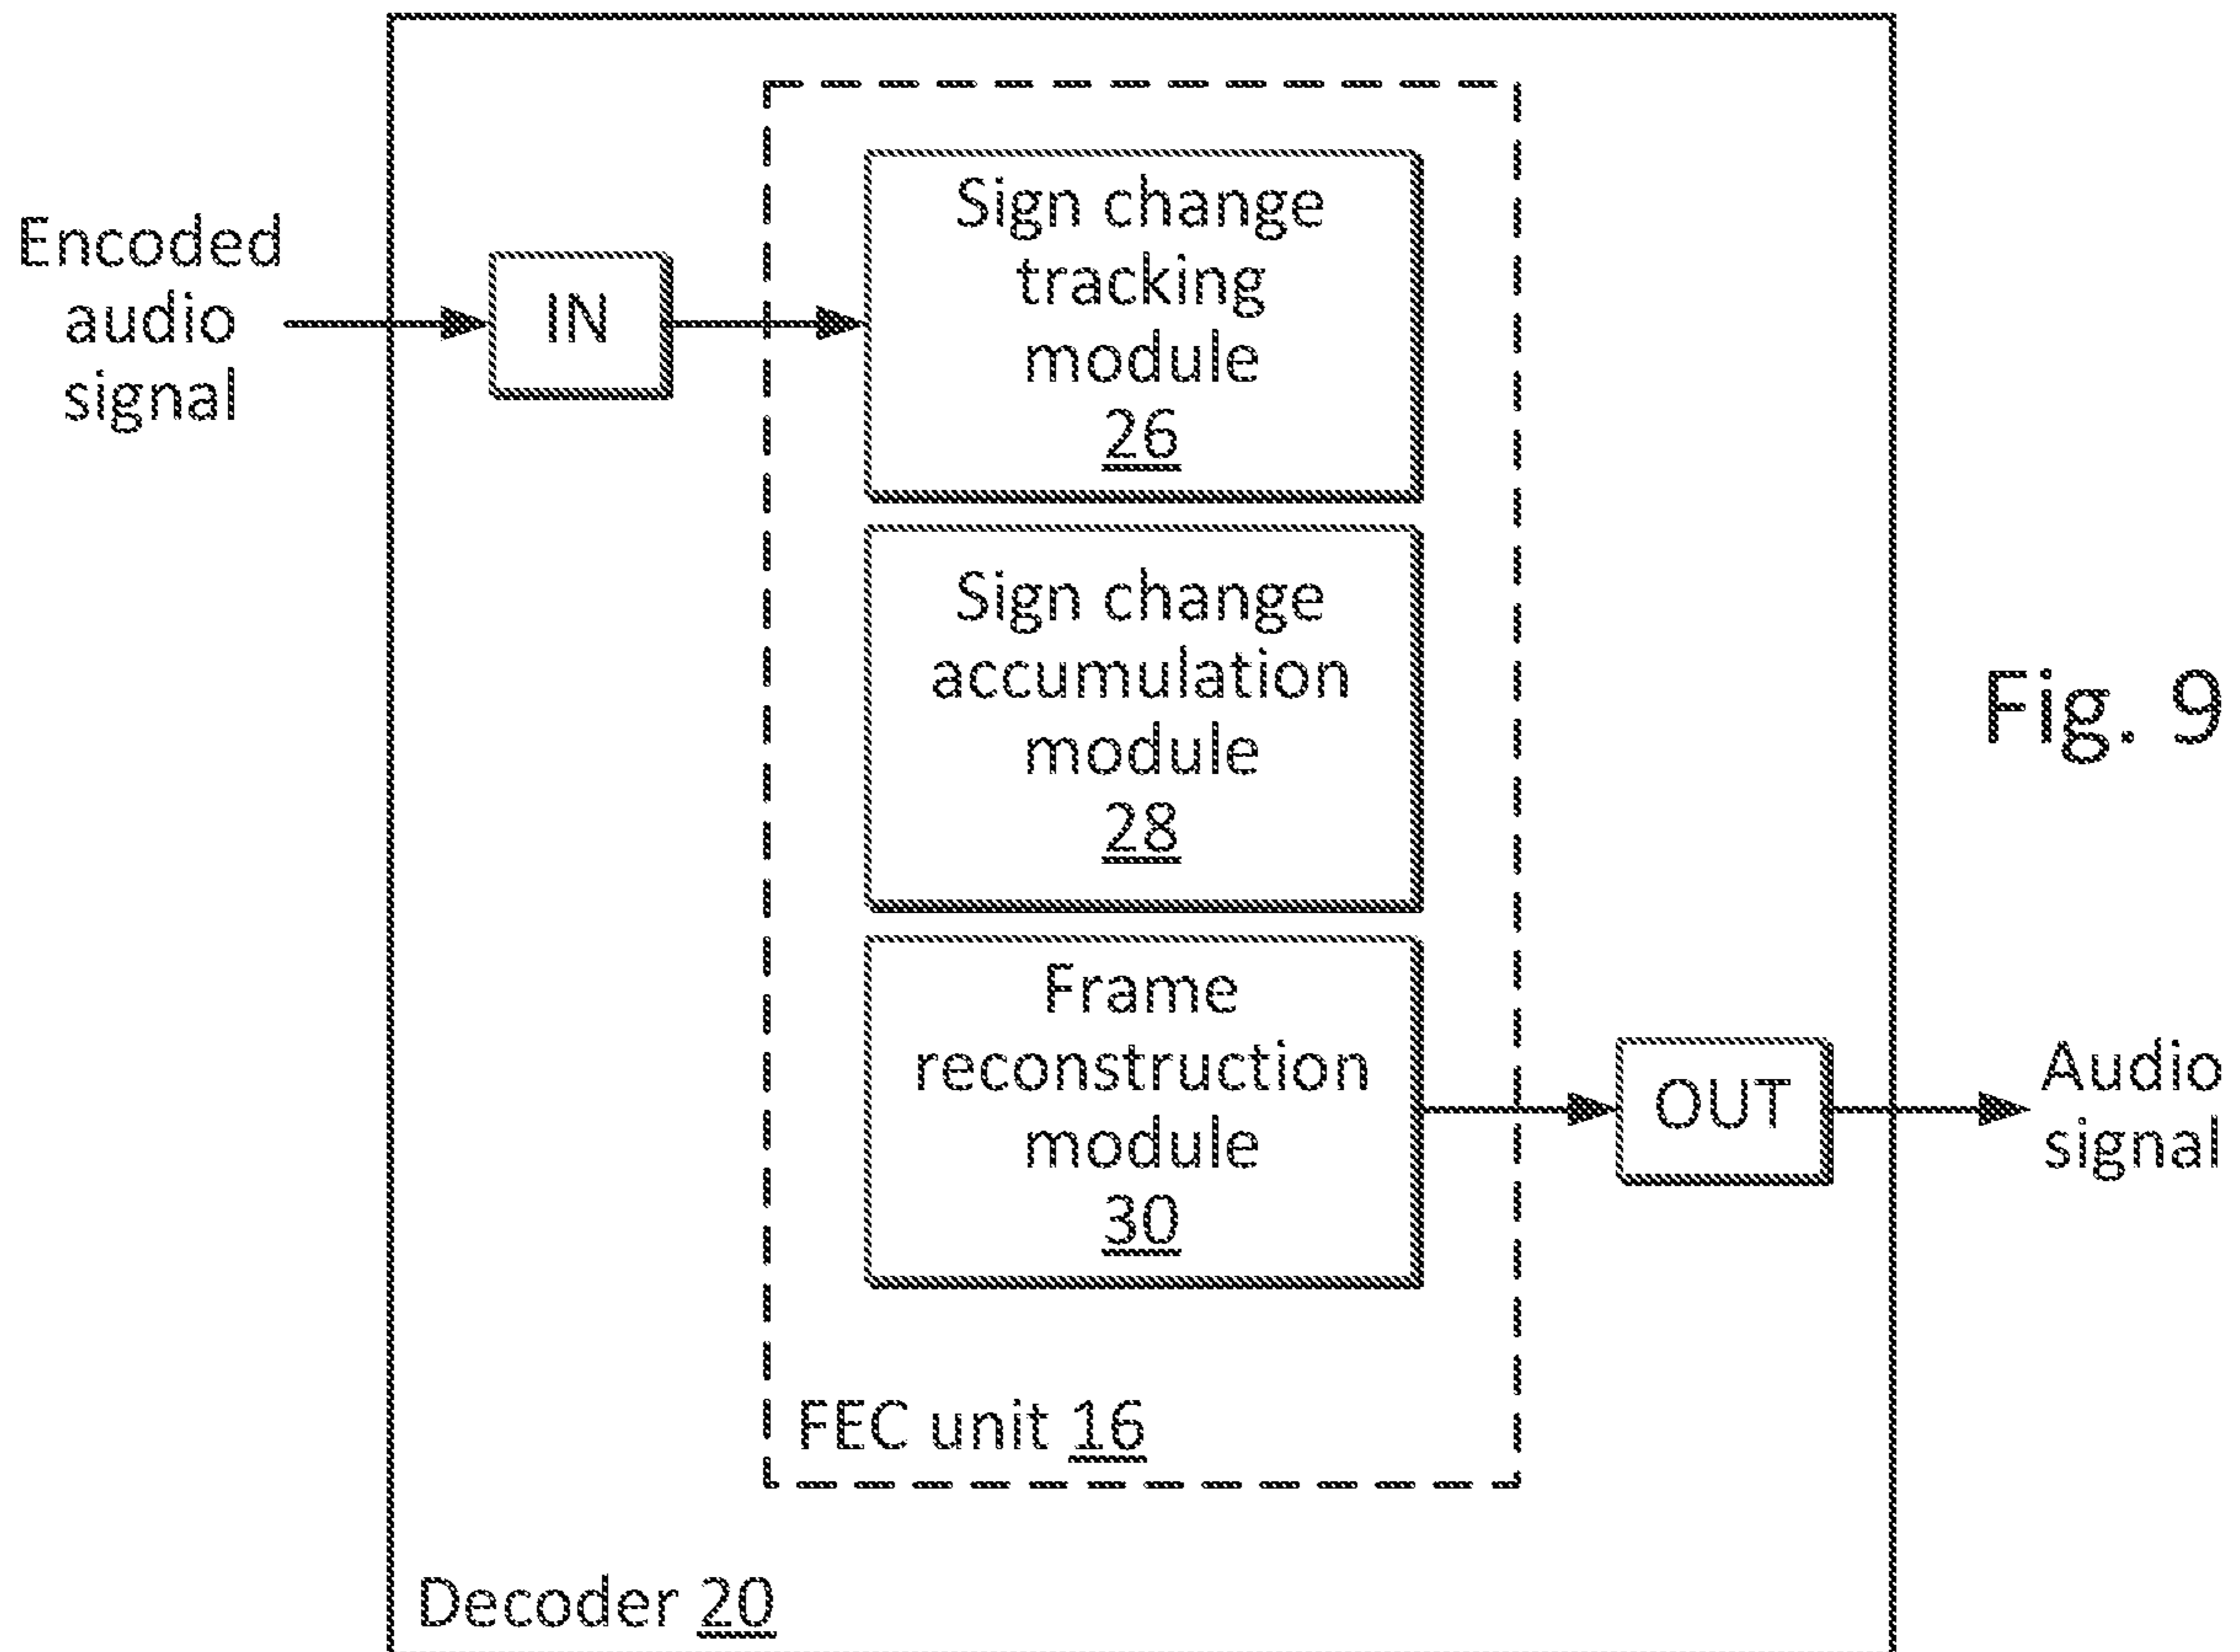 Encoded
audio
signal
IN
Sign change
tracking
module
26
Sign change
accumulation
module
28
Fig. 9
Frame
reconstruction
module
30
OUT
Audio
signal
FEC unit 16
Decoder 20